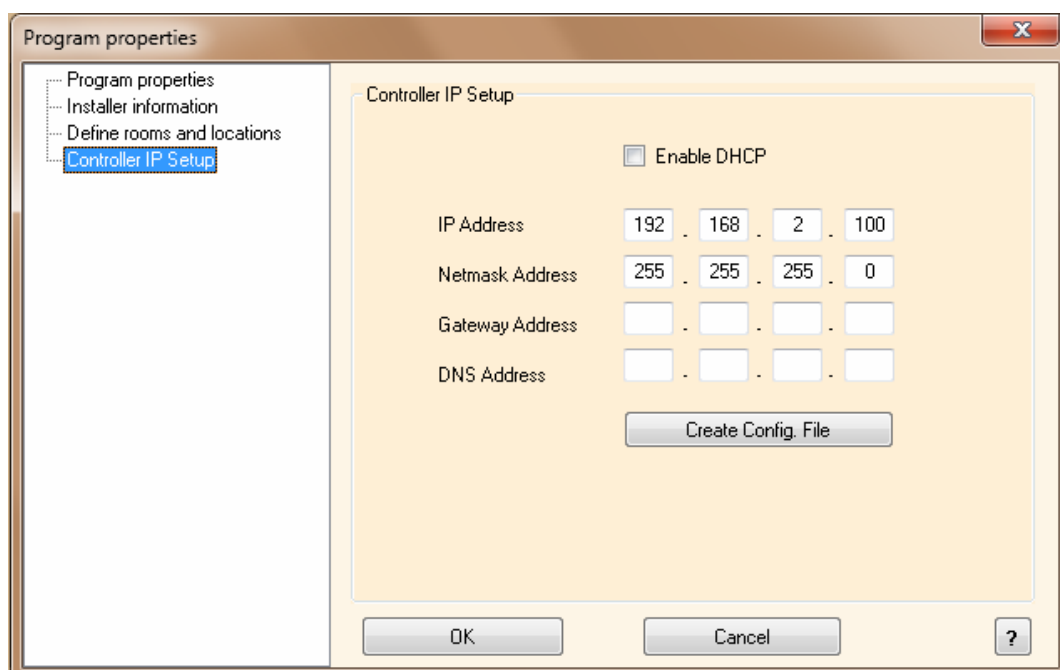 Program properties
Program properties
Installer information
Define rooms and locations
Controller IP Setup
Controller IP Setup
Enable DHCP
IP Address 192 . 168 . 2 . 100
Netmask Address 255 . 255 . 255 . 0
Gateway Address . . .
DNS Address . . .
Create Config. File
OK Cancel ?